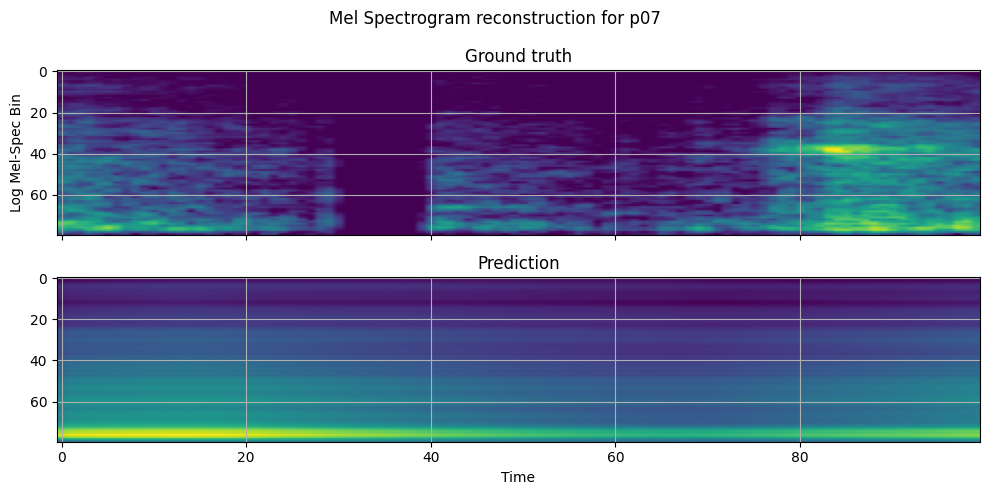 Mel Spectrogram reconstruction for p07
Ground truth
Log Mel-Spec Bin
0
20
40
60
Prediction
0
20
40
60
0 20 40 60 80
Time